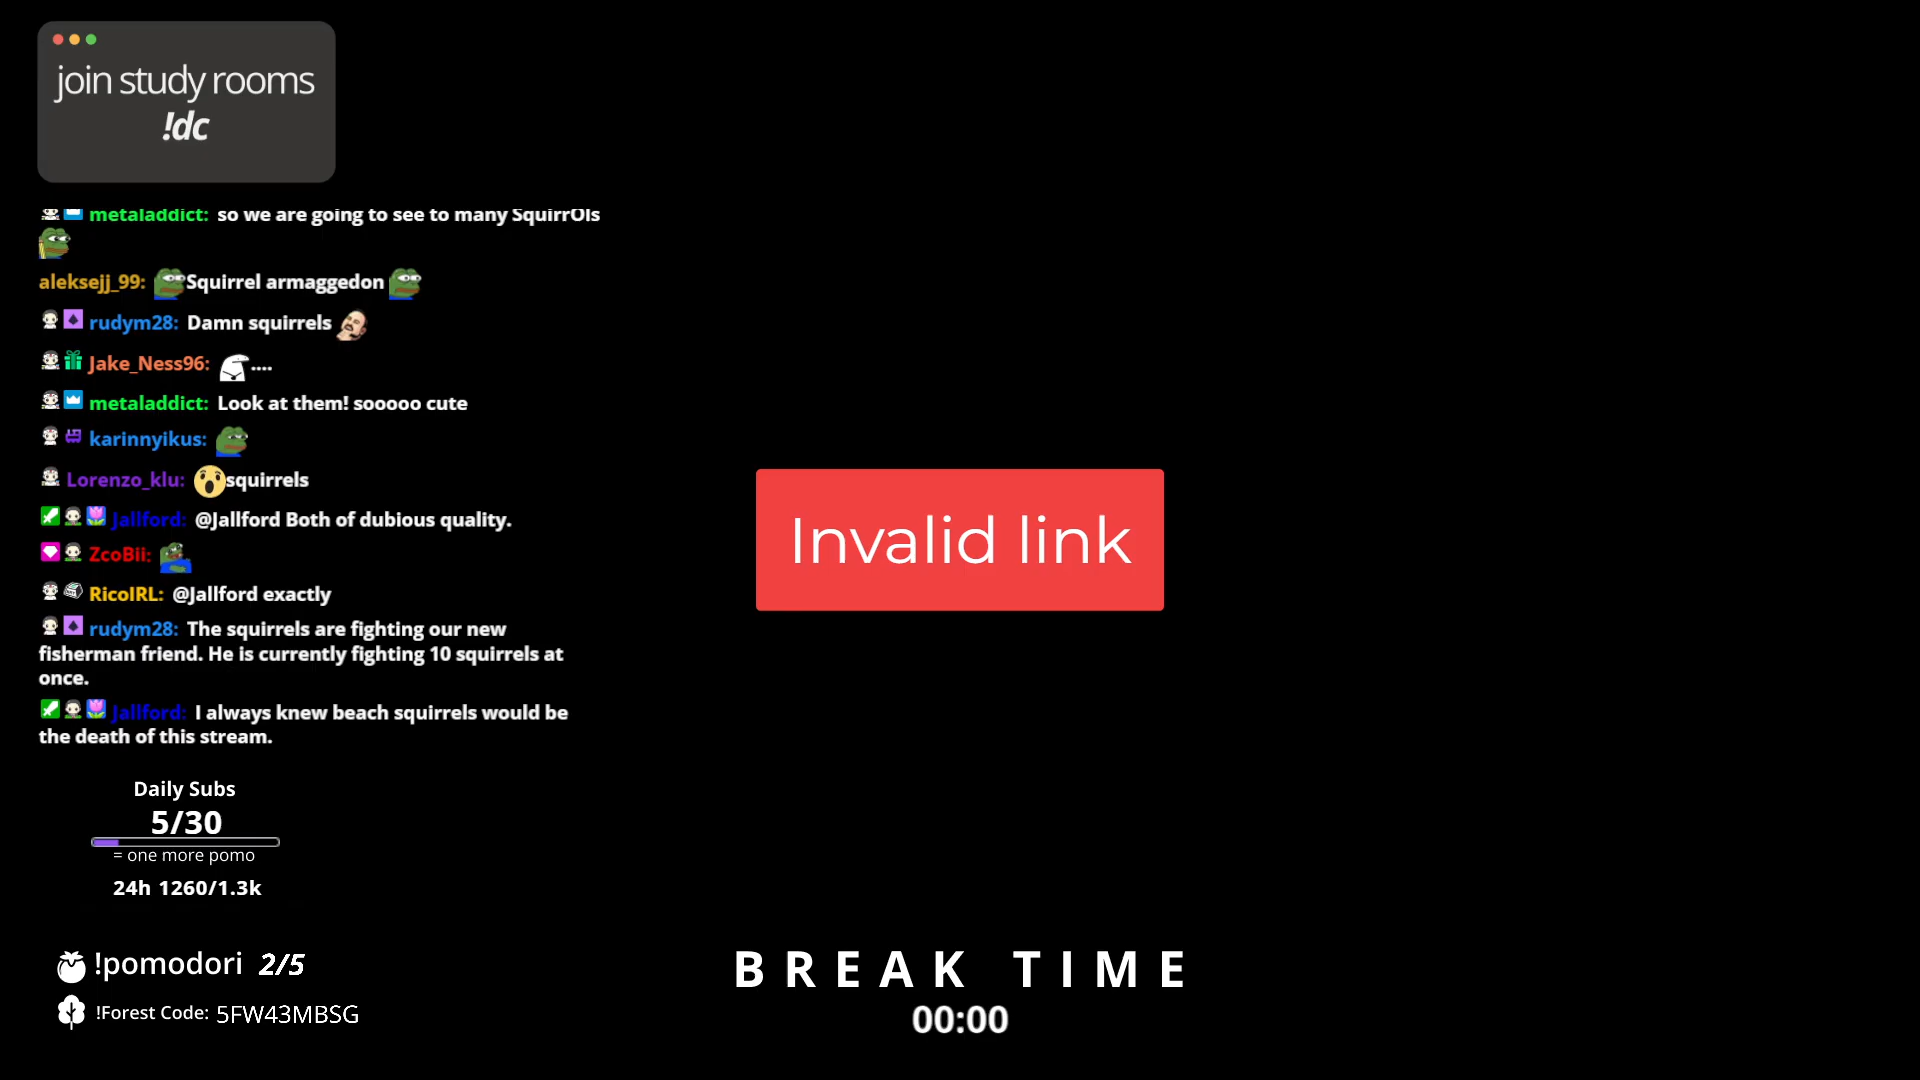 join study rooms
!dc
metaladdict: so we are going to see to many SquirrOls
aleksejj_99: Squirrel armaggedon
rudym28: Damn squirrels
Jake_Ness96: ....
metaladdict: Look at them! sooooo cute
karinnyikus:
Lorenzo_klu: squirrels
Jallford: @Jallford Both of dubious quality.
ZcoBii:
RicoIRL: @Jallford exactly
rudym28: The squirrels are fighting our new
fisherman friend. He is currently fighting 10 squirrels at
once.
Jallford: I always knew beach squirrels would be
the death of this stream.
Daily Subs
5/30
= one more pomo
24h 1260/1.3k
!pomodori 2/5
!Forest Code: 5FW43MBSG
Invalid link
BREAK TIME
00:00